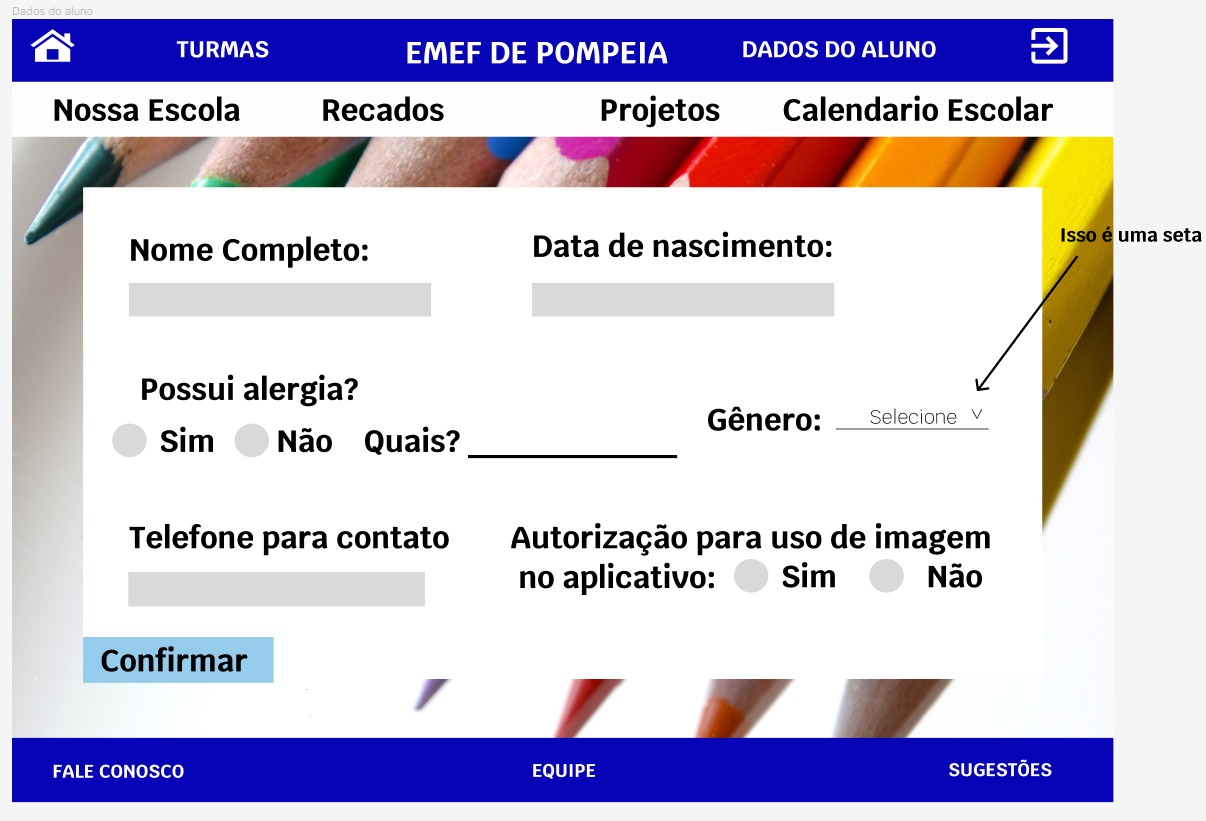 Dados do aluno
TURMAS
EMEF DE POMPEIA
DADOS DO ALUNO
Nossa Escola
Recados
Projetos
Calendario Escolar
Isso é uma seta
Nome Completo:
Data de nascimento:
Possui alergia?
Sim
Não
Quais?
Gênero:
Selecione
Telefone para contato
Autorização para uso de imagem
no aplicativo:
Sim
Não
Confirmar
FALE CONOSCO
EQUIPE
SUGESTÕES